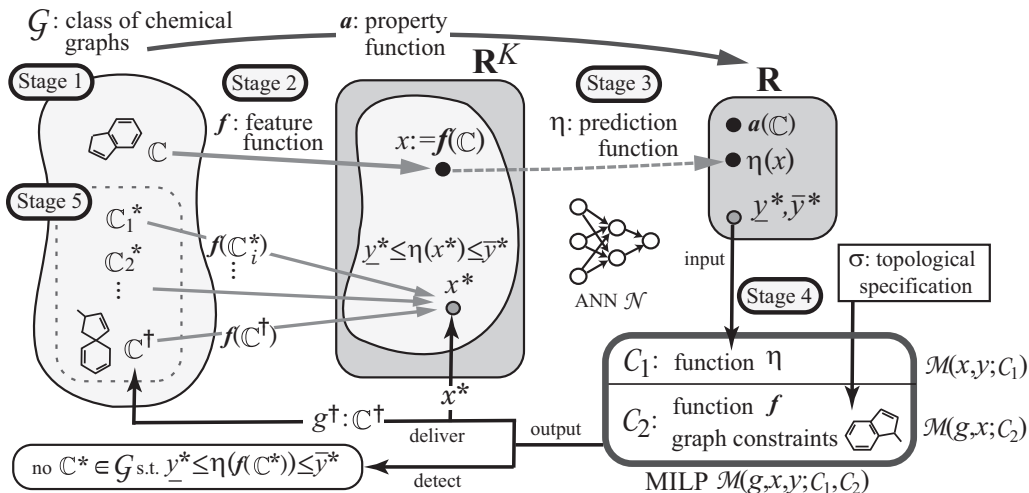 𝒢: class of chemical
graphs
a: property
function
Stage 1
Stage 2
f : feature
function
R^K
Stage 3
η: prediction
function
R
x:=f(ℂ)
a(ℂ)
η(x)
y̲*,ȳ*
ℂ
Stage 5
ℂ₁*
ℂ₂*
⋮
ℂ†
f(ℂᵢ*)
⋮
f(ℂ†)
y̲*≤η(x*)≤ȳ*
x*
ANN 𝒩
input
Stage 4
σ: topological
specification
C₁: function η
C₂: function f
graph constraints
ℳ(x,y;C₁)
ℳ(g,x;C₂)
MILP ℳ(g,x,y;C₁,C₂)
g†:ℂ†
x*
deliver
output
detect
no ℂ* ∈ 𝒢 s.t. y̲*≤η(f(ℂ*))≤ȳ*